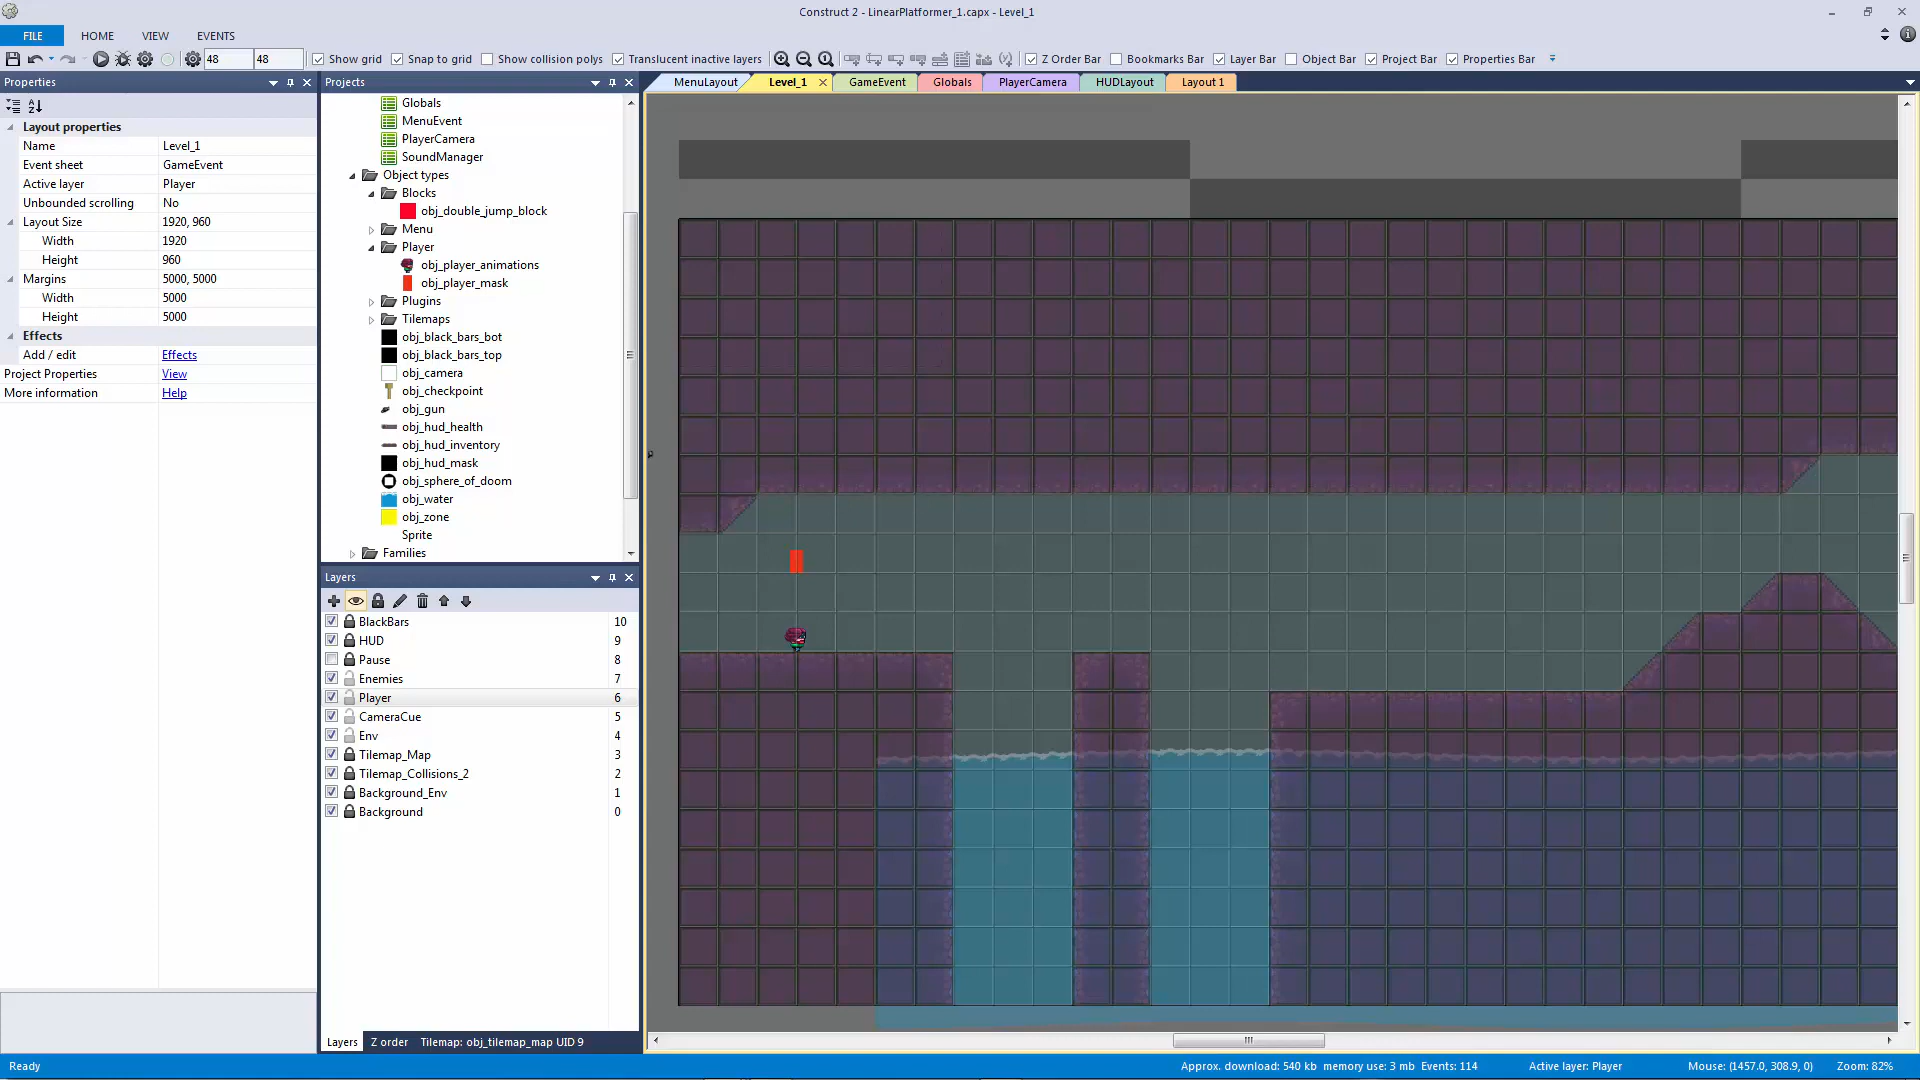 Construct 2 - LinearPlatformer_1.capx - Level_1
FILE HOME VIEW EVENTS
48 48 Show grid Snap to grid Show collision polys Translucent inactive layers Z Order Bar Bookmarks Bar Layer Bar Object Bar Project Bar Properties Bar
Properties
Layout properties
Name Level_1
Event sheet GameEvent
Active layer Player
Unbounded scrolling No
Layout Size 1920, 960
Width 1920
Height 960
Margins 5000, 5000
Width 5000
Height 5000
Effects
Add / edit Effects
Project Properties View
More information Help
Projects
Globals
MenuEvent
PlayerCamera
SoundManager
Object types
Blocks
obj_double_jump_block
Menu
Player
obj_player_animations
obj_player_mask
Plugins
Tilemaps
obj_black_bars_bot
obj_black_bars_top
obj_camera
obj_checkpoint
obj_gun
obj_hud_health
obj_hud_inventory
obj_hud_mask
obj_sphere_of_doom
obj_water
obj_zone
Sprite
Families
Layers
BlackBars 10
HUD 9
Pause 8
Enemies 7
Player 6
CameraCue 5
Env 4
Tilemap_Map 3
Tilemap_Collisions_2 2
Background_Env 1
Background 0
Layers Z order Tilemap: obj_tilemap_map UID 9
MenuLayout Level_1 GameEvent Globals PlayerCamera HUDLayout Layout 1
Ready Approx. download: 540 kb memory use: 3 mb Events: 114 Active layer: Player Mouse: (1457.0, 308.9, 0) Zoom: 82%